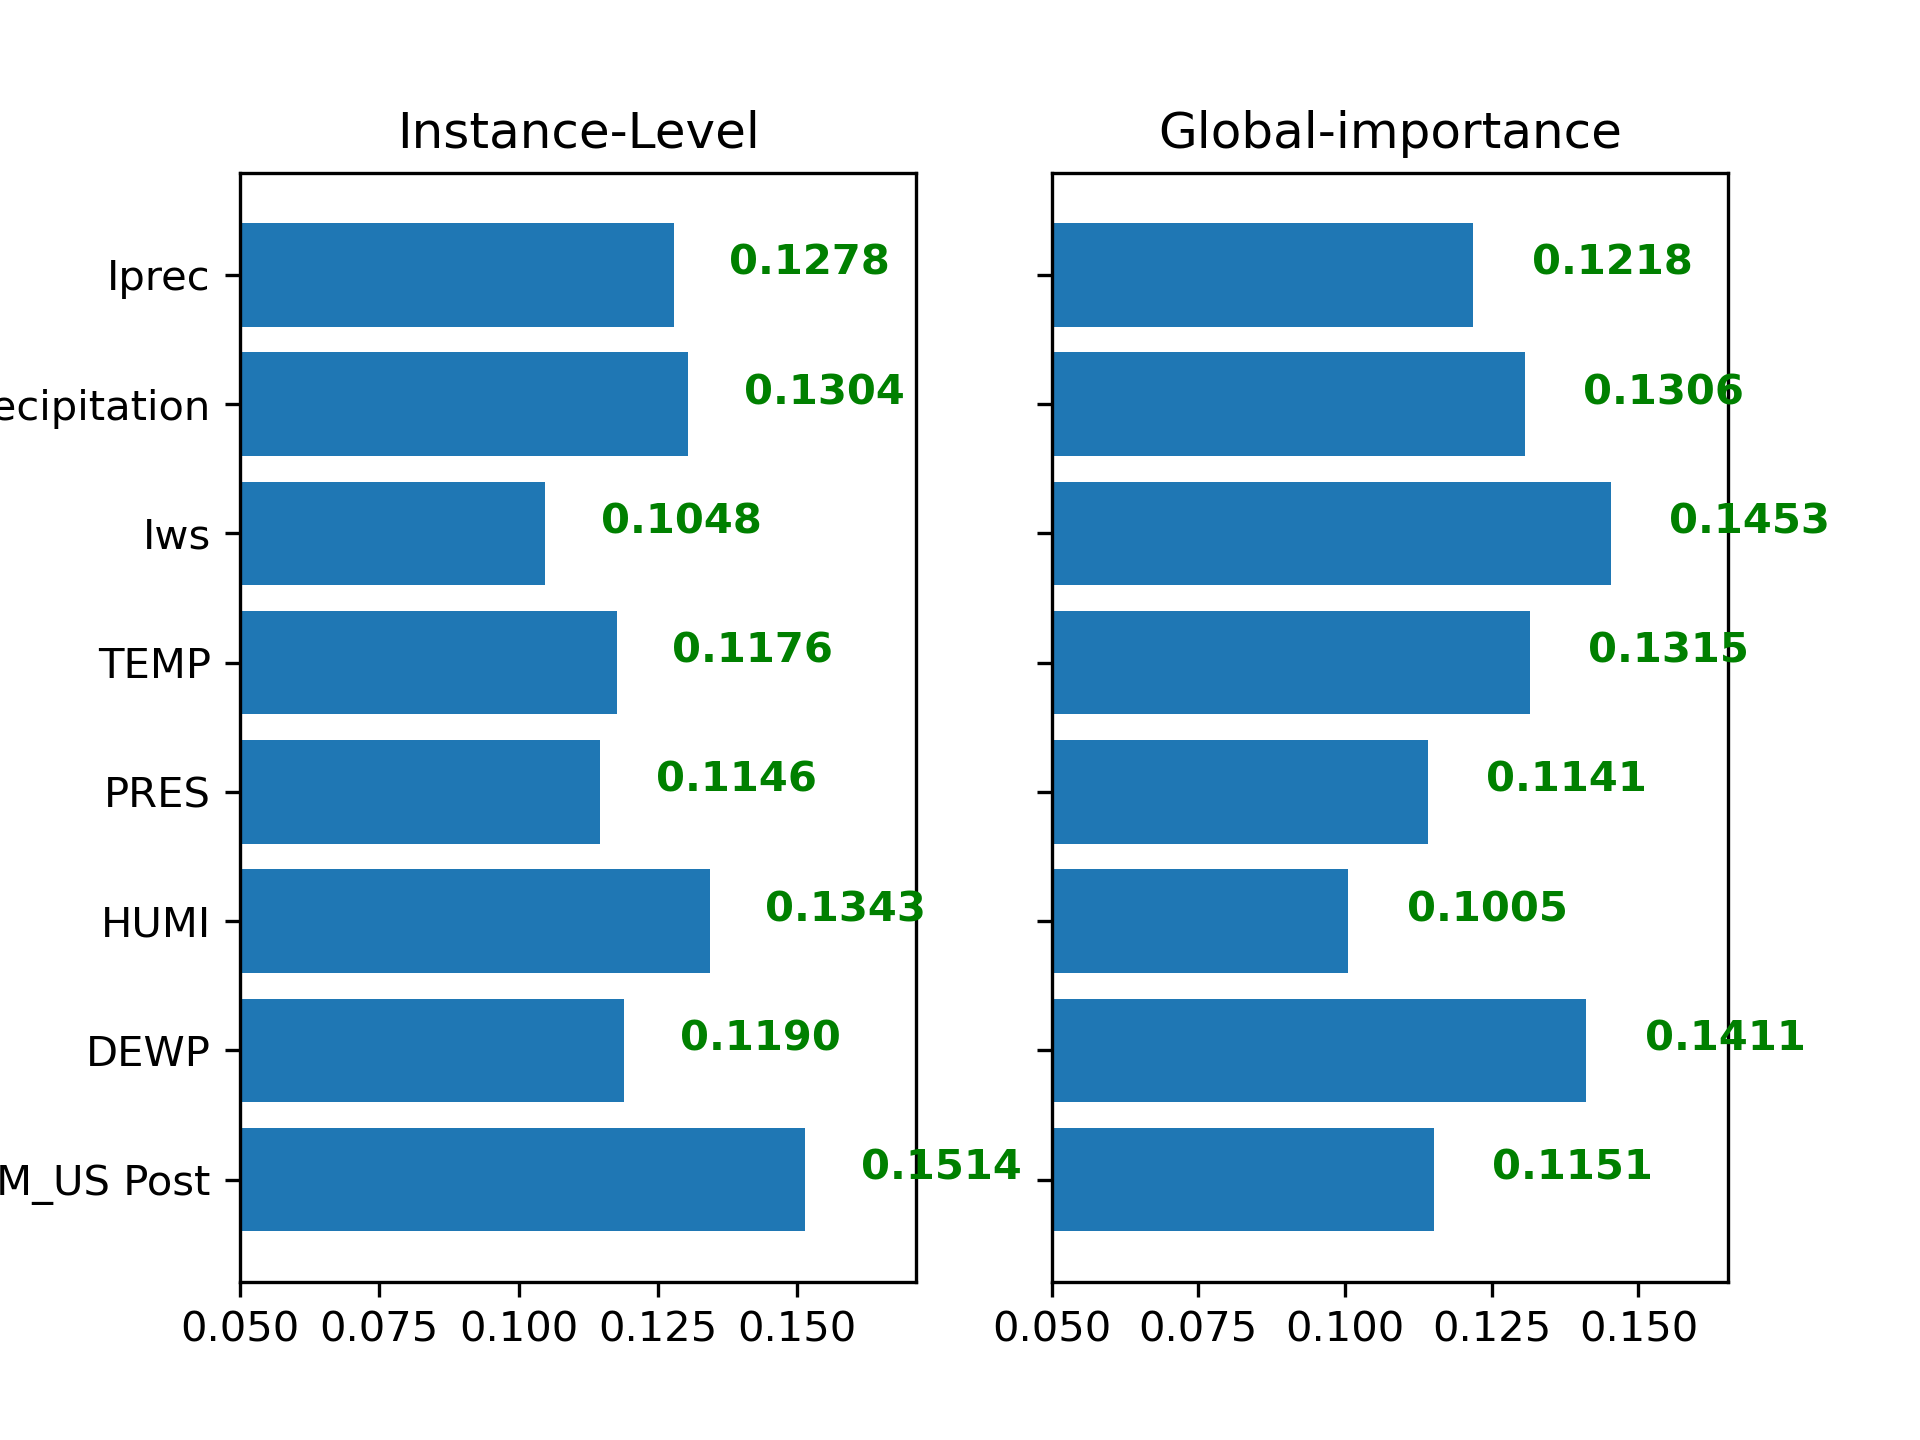 Instance-Level
Global-importance
Iprec
0.1278
0.1218
ecipitation
0.1304
0.1306
Iws
0.1048
0.1453
TEMP
0.1176
0.1315
PRES
0.1146
0.1141
HUMI
0.1343
0.1005
DEWP
0.1190
0.1411
M_US Post
0.1514
0.1151
0.050 0.075 0.100 0.125 0.150
0.050 0.075 0.100 0.125 0.150